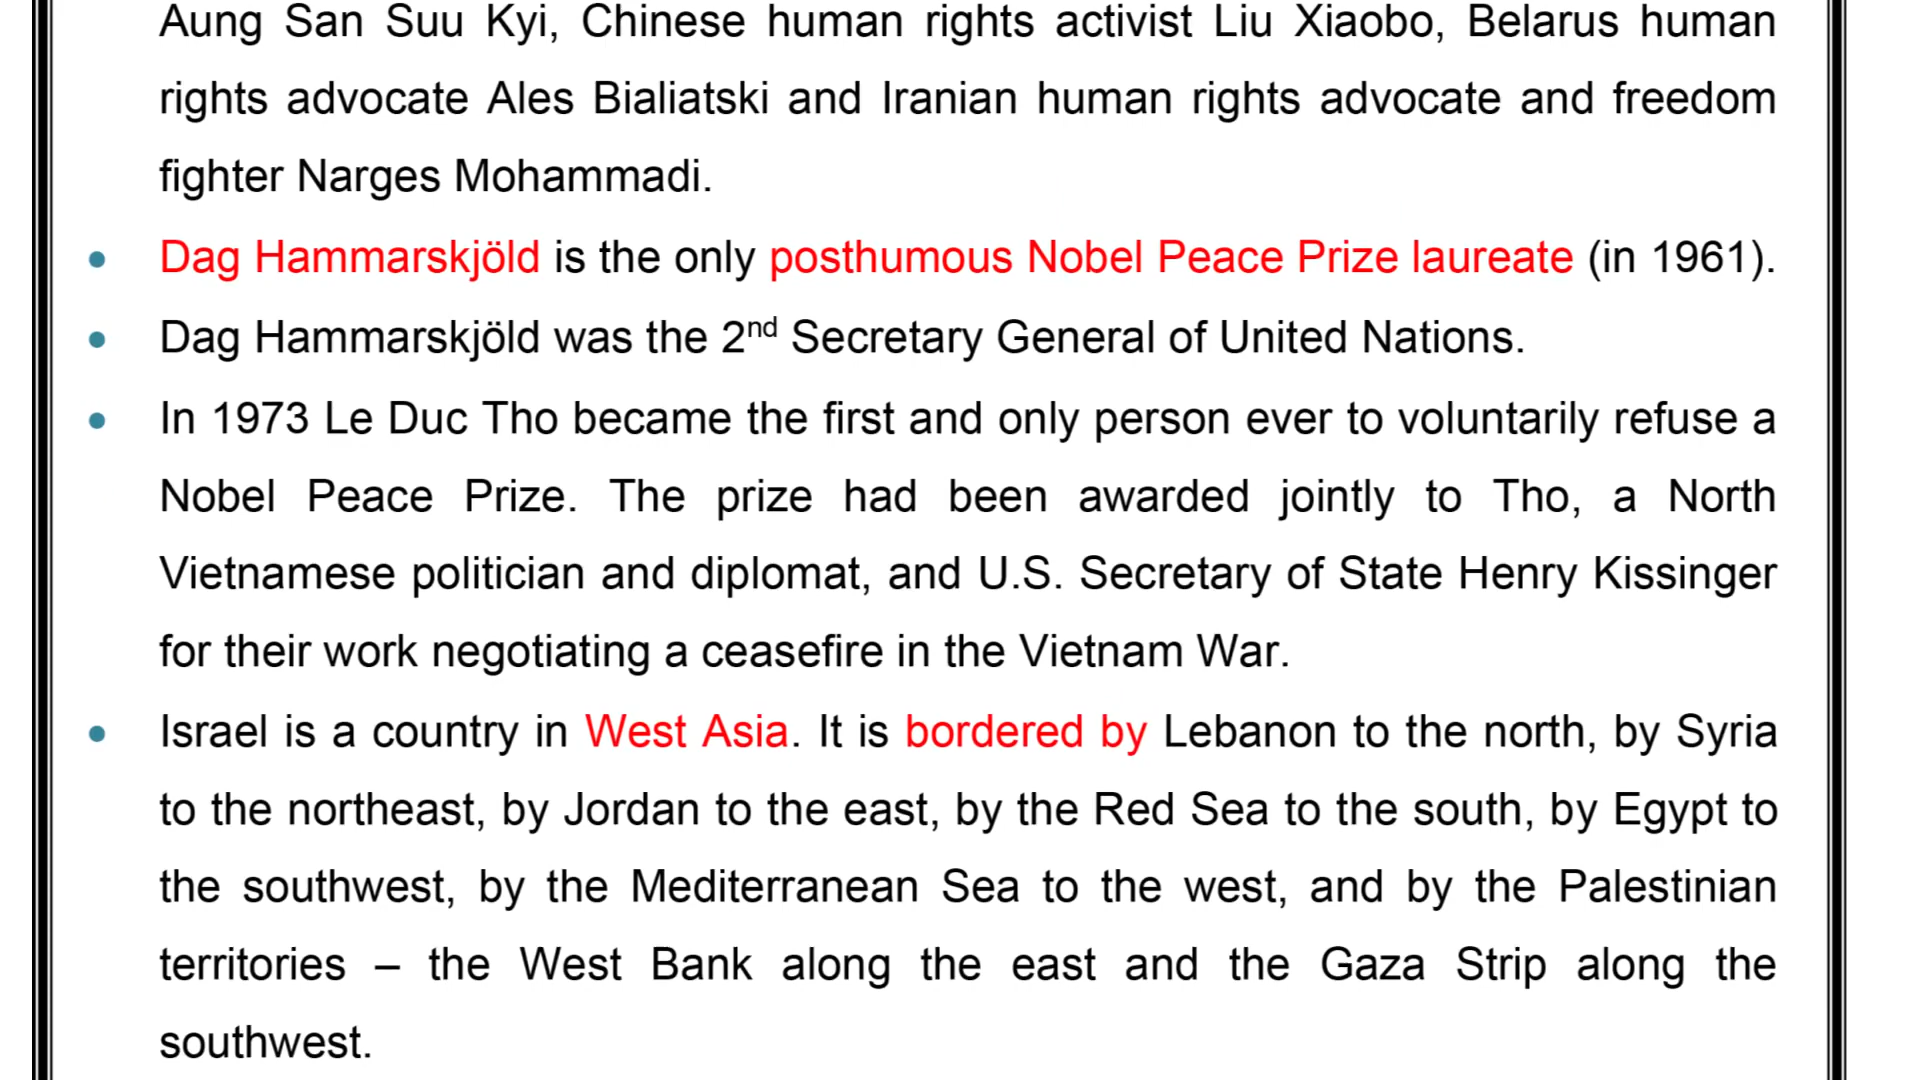 Aung San Suu Kyi, Chinese human rights activist Liu Xiaobo, Belarus human
rights advocate Ales Bialiatski and Iranian human rights advocate and freedom
fighter Narges Mohammadi.
• Dag Hammarskjöld is the only posthumous Nobel Peace Prize laureate (in 1961).
• Dag Hammarskjöld was the 2nd Secretary General of United Nations.
• In 1973 Le Duc Tho became the first and only person ever to voluntarily refuse a
Nobel Peace Prize. The prize had been awarded jointly to Tho, a North
Vietnamese politician and diplomat, and U.S. Secretary of State Henry Kissinger
for their work negotiating a ceasefire in the Vietnam War.
• Israel is a country in West Asia. It is bordered by Lebanon to the north, by Syria
to the northeast, by Jordan to the east, by the Red Sea to the south, by Egypt to
the southwest, by the Mediterranean Sea to the west, and by the Palestinian
territories – the West Bank along the east and the Gaza Strip along the
southwest.